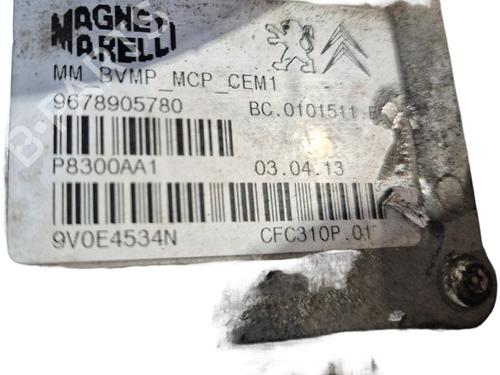 MAGNETI
MARELLI
MM_BVMP_MCP_CEM1
9678905780 BC.0101511.
P8300AA1 03.04.13
9V0E4534N CFC310P.01